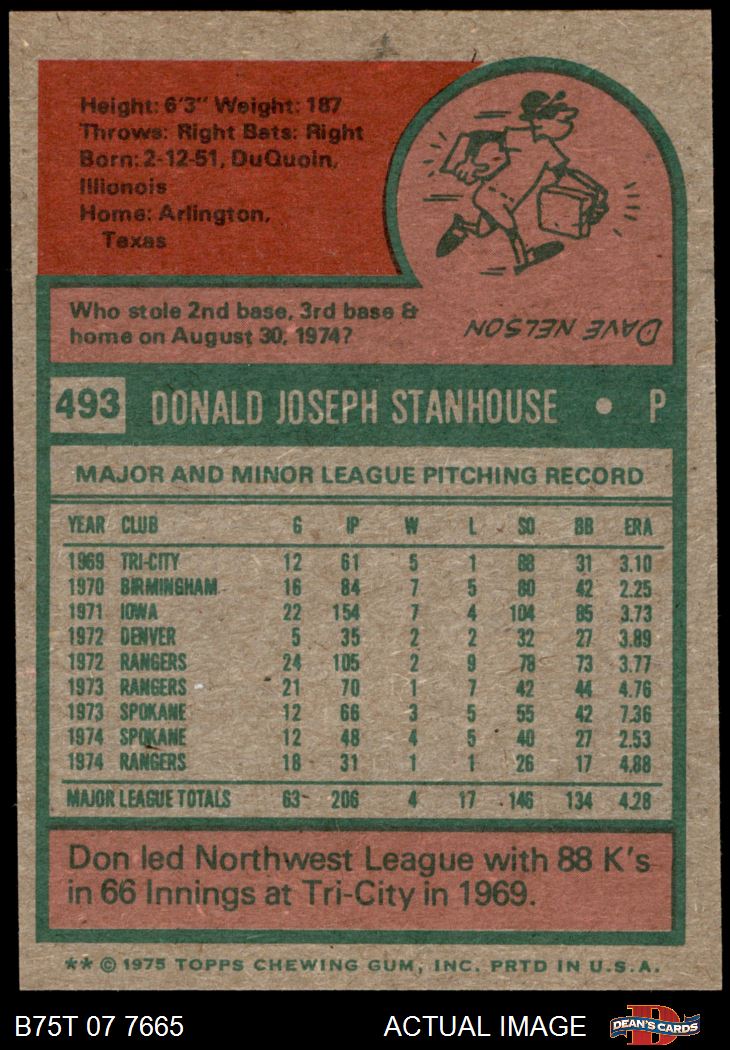 Height: 6'3" Weight: 187
Throws: Right Bats: Right
Born: 2-12-51, DuQuoin,
Illionois
Home: Arlington,
Texas
Who stole 2nd base, 3rd base &
home on August 30, 1974?
DAVE NELSON
493 DONALD JOSEPH STANHOUSE • P
MAJOR AND MINOR LEAGUE PITCHING RECORD
YEAR CLUB G IP W L SO BB ERA
1969 TRI-CITY 12 61 5 1 88 31 3.10
1970 BIRMINGHAM 16 84 7 5 80 42 2.25
1971 IOWA 22 154 7 4 104 85 3.73
1972 DENVER 5 35 2 2 32 27 3.89
1972 RANGERS 24 105 2 9 78 73 3.77
1973 RANGERS 21 70 1 7 42 44 4.76
1973 SPOKANE 12 66 3 5 55 42 7.36
1974 SPOKANE 12 48 4 5 40 27 2.53
1974 RANGERS 18 31 1 1 26 17 4.88
MAJOR LEAGUE TOTALS 63 206 4 17 146 134 4.28
Don led Northwest League with 88 K's
in 66 Innings at Tri-City in 1969.
** © 1975 TOPPS CHEWING GUM, INC. PRTD IN U.S.A.
B75T 07 7665 ACTUAL IMAGE D DEAN'S CARDS